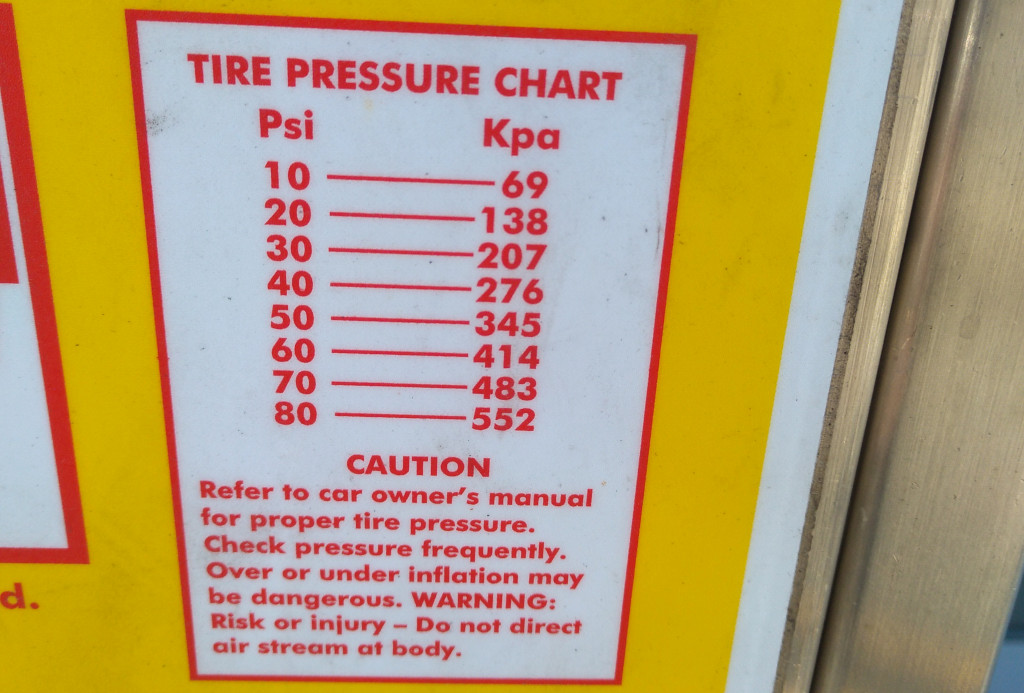 TIRE PRESSURE CHART
Psi Kpa
10 69
20 138
30 207
40 276
50 345
60 414
70 483
80 552
CAUTION
Refer to car owner's manual
for proper tire pressure.
Check pressure frequently.
Over or under inflation may
be dangerous. WARNING:
Risk or injury – Do not direct
air stream at body.
d.